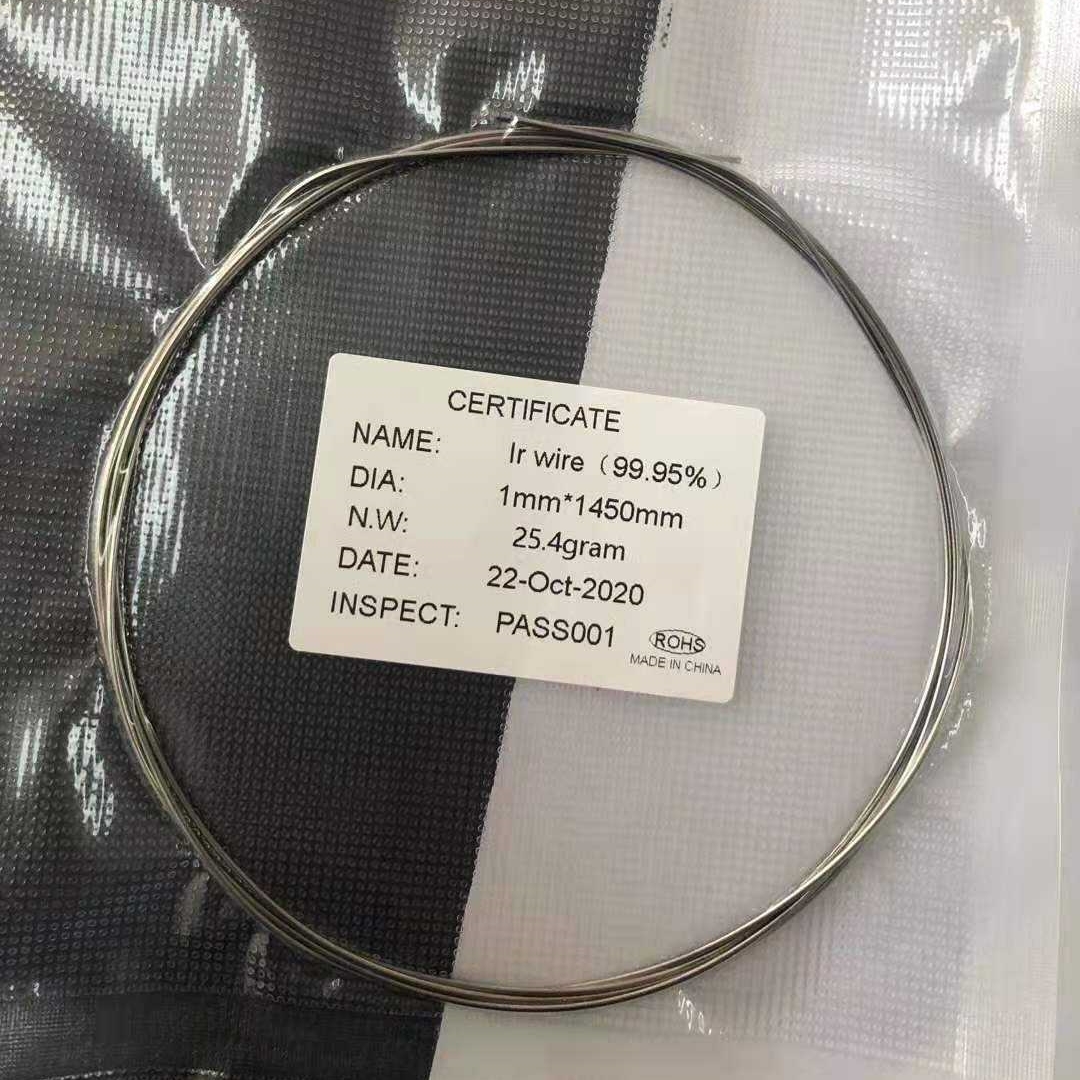 CERTIFICATE
NAME: Ir wire（99.95%）
DIA: 1mm*1450mm
N.W: 25.4gram
DATE: 22-Oct-2020
INSPECT: PASS001
ROHS
MADE IN CHINA